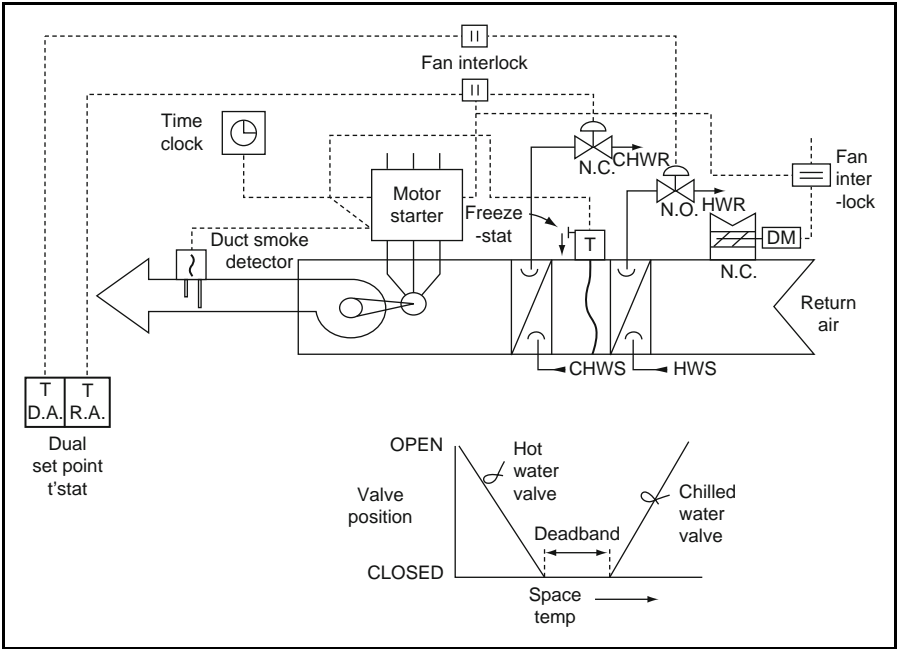 Fan interlock
Time
clock
Motor
starter
N.C.
CHWR
N.O.
HWR
Fan
inter
-lock
Freeze
-stat
T
DM
N.C.
Duct smoke
detector
Return
air
CHWS
HWS
T
D.A.
T
R.A.
Dual
set point
t'stat
OPEN
Valve
position
CLOSED
Hot
water
valve
Deadband
Chilled
water
valve
Space
temp